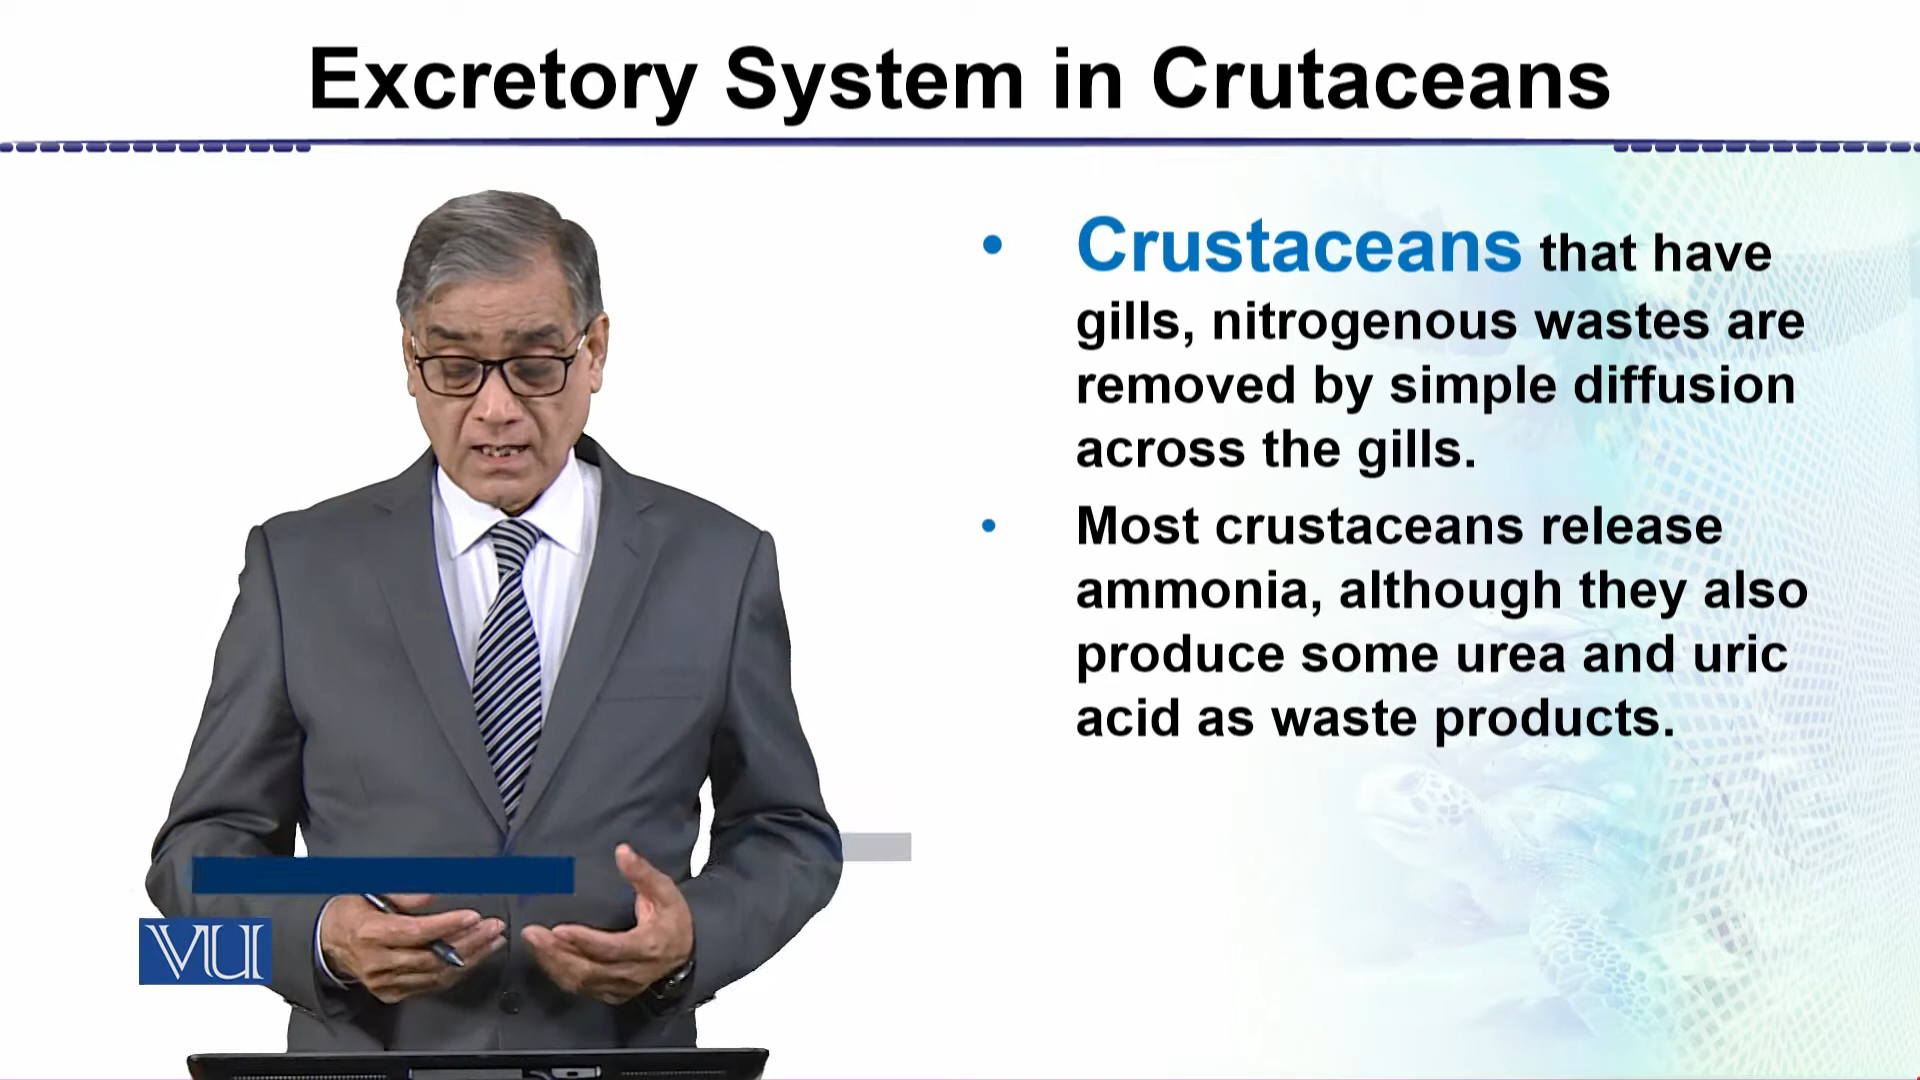 Excretory System in Crutaceans
• Crustaceans that have
gills, nitrogenous wastes are
removed by simple diffusion
across the gills.
• Most crustaceans release
ammonia, although they also
produce some urea and uric
acid as waste products.
VU